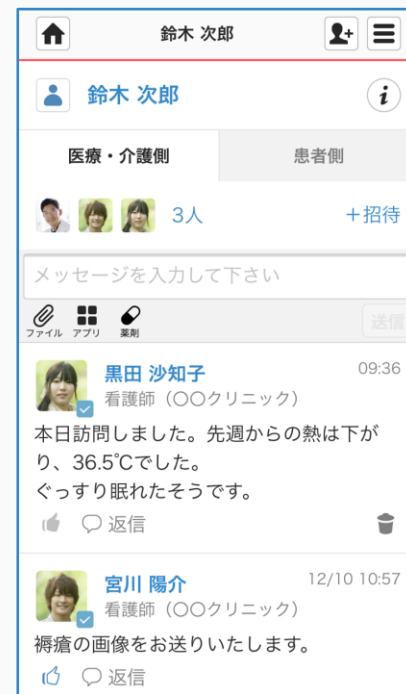 鈴木 次郎
鈴木 次郎
医療・介護側 患者側
3人 +招待
メッセージを入力して下さい
ファイル アプリ 薬剤 送信
黒田 沙知子 09:36
看護師（〇〇クリニック）
本日訪問しました。先週からの熱は下が
り、36.5℃でした。
ぐっすり眠れたそうです。
返信
宮川 陽介 12/10 10:57
看護師（〇〇クリニック）
褥瘡の画像をお送りいたします。
返信